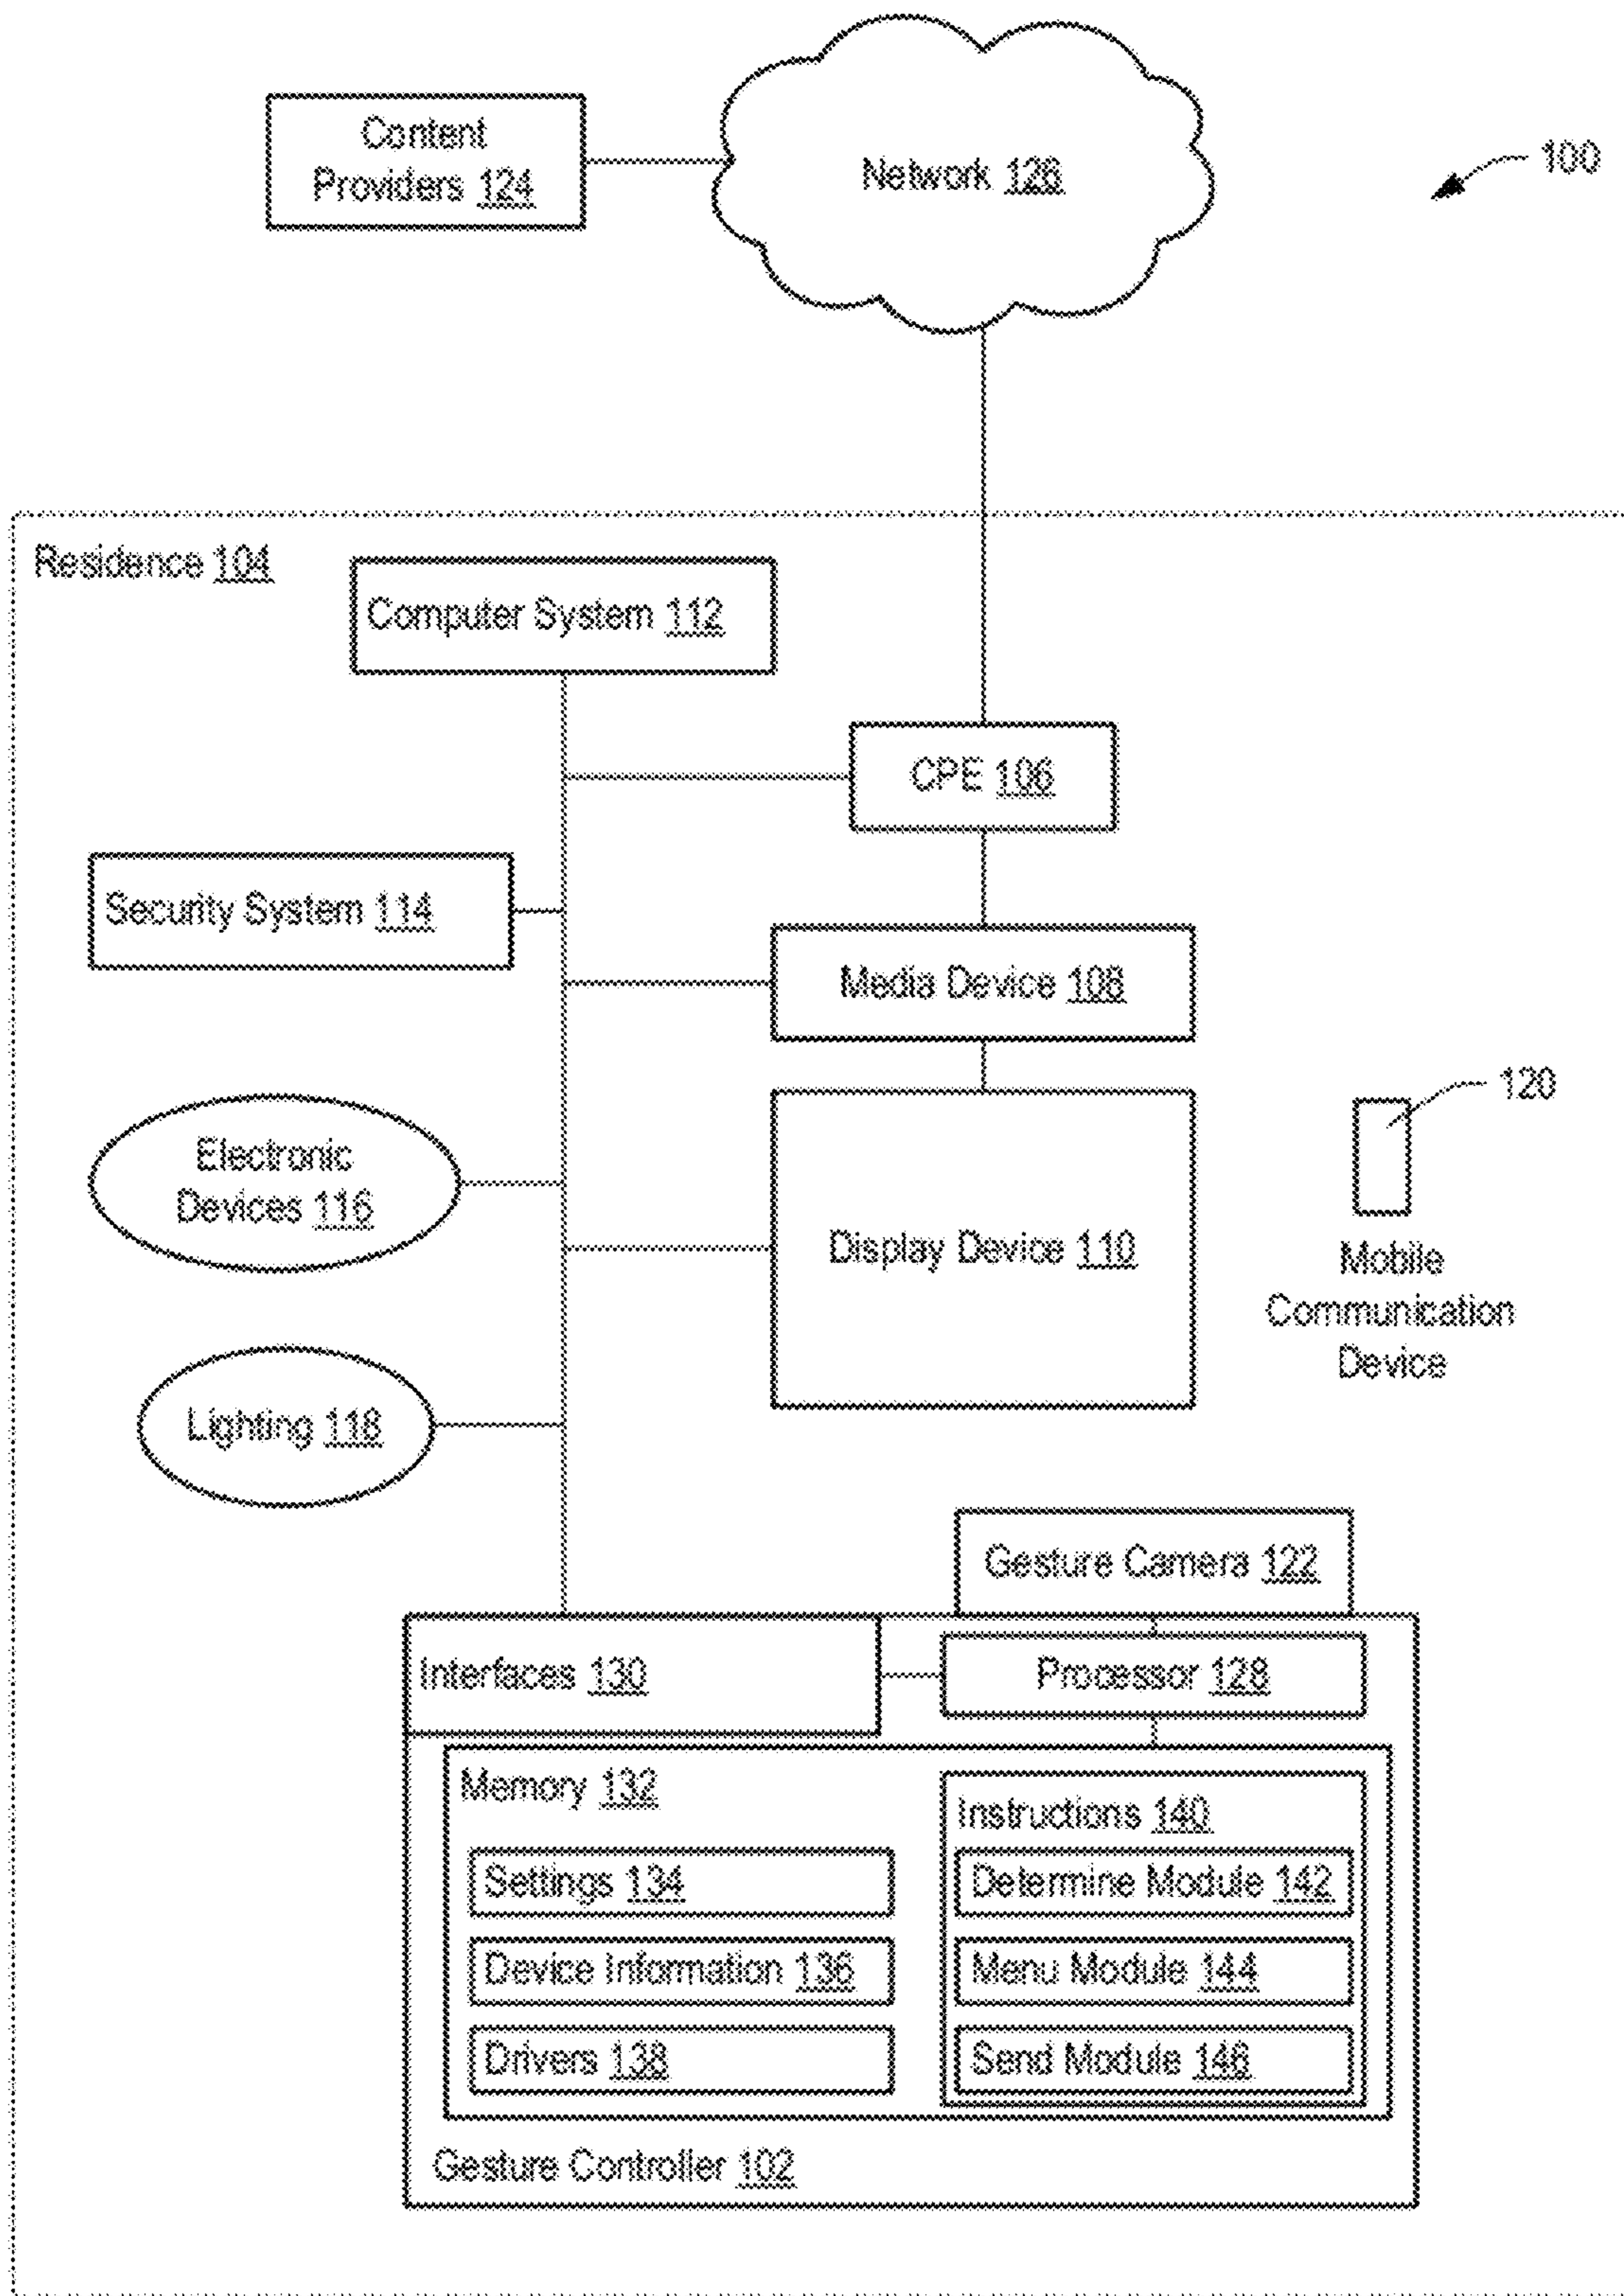 Content
Providers 124
Network 126
100
Residence 104
Computer System 112
CPE 106
Security System 114
Media Device 108
120
Electronic
Devices 116
Display Device 110
Mobile
Communication
Device
Lighting 118
Gesture Camera 122
Interfaces 130
Processor 128
Memory 132
Instructions 140
Settings 134
Determine Module 142
Device Information 136
Menu Module 144
Drivers 138
Send Module 146
Gesture Controller 102